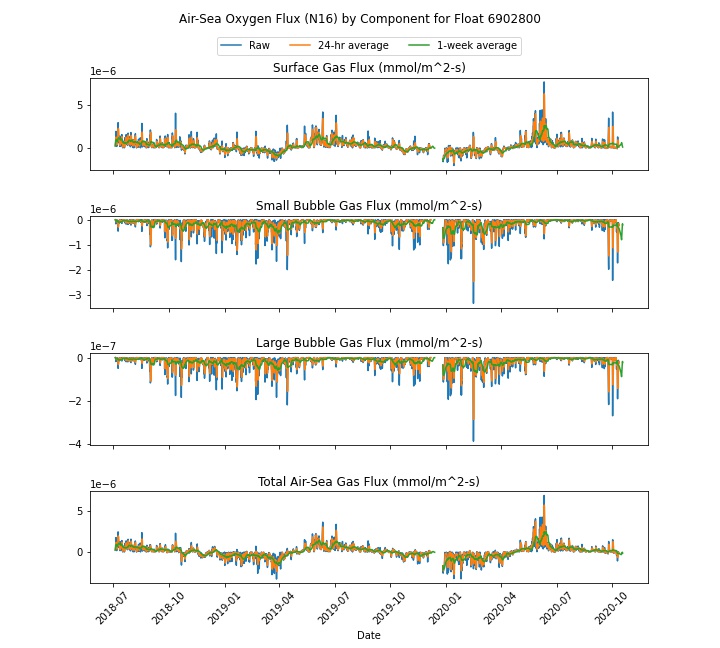 Air-Sea Oxygen Flux (N16) by Component for Float 6902800
Raw 24-hr average 1-week average
Surface Gas Flux (mmol/m^2-s)
1e−6
5
0
Small Bubble Gas Flux (mmol/m^2-s)
1e−6
0
−1
−2
−3
Large Bubble Gas Flux (mmol/m^2-s)
1e−7
0
−2
−4
Total Air-Sea Gas Flux (mmol/m^2-s)
1e−6
5
0
2018-07 2018-10 2019-01 2019-04 2019-07 2019-10 2020-01 2020-04 2020-07 2020-10
Date